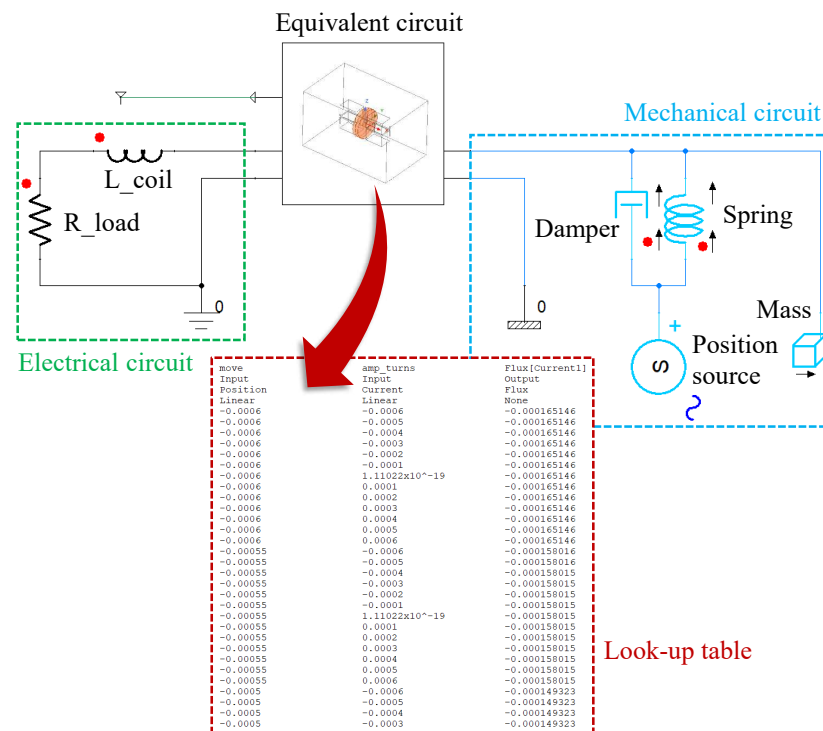 Equivalent circuit
Mechanical circuit
L_coil
R_load
Damper
Spring
0
0
Mass
Position
source
S
Electrical circuit
move amp_turns Flux[Current1]
Input Input Output
Position Current Flux
Linear Linear None
-0.0006 -0.0006 -0.000165146
-0.0006 -0.0005 -0.000165146
-0.0006 -0.0004 -0.000165146
-0.0006 -0.0003 -0.000165146
-0.0006 -0.0002 -0.000165146
-0.0006 -0.0001 -0.000165146
-0.0006 1.11022x10^-19 -0.000165146
-0.0006 0.0001 -0.000165146
-0.0006 0.0002 -0.000165146
-0.0006 0.0003 -0.000165146
-0.0006 0.0004 -0.000165146
-0.0006 0.0005 -0.000165146
-0.0006 0.0006 -0.000165146
-0.00055 -0.0006 -0.000158016
-0.00055 -0.0005 -0.000158016
-0.00055 -0.0004 -0.000158015
-0.00055 -0.0003 -0.000158015
-0.00055 -0.0002 -0.000158015
-0.00055 -0.0001 -0.000158015
-0.00055 1.11022x10^-19 -0.000158015
-0.00055 0.0001 -0.000158015
-0.00055 0.0002 -0.000158015
-0.00055 0.0003 -0.000158015
-0.00055 0.0004 -0.000158015
-0.00055 0.0005 -0.000158015
-0.00055 0.0006 -0.000158015
-0.0005 -0.0006 -0.000149323
-0.0005 -0.0005 -0.000149323
-0.0005 -0.0004 -0.000149323
-0.0005 -0.0003 -0.000149323
Look-up table